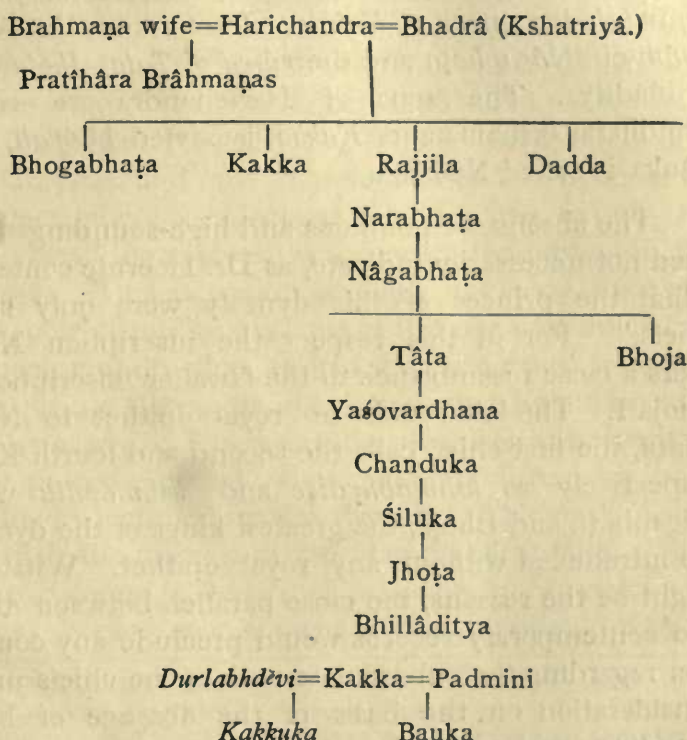 Brahmaṇa wife=Harichandra=Bhadrâ (Kshatriyâ.)
Pratîhâra Brâhmaṇas
Bhogabhaṭa Kakka Rajjila Dadda
Narabhaṭa
Nâgabhaṭa
Tâta Bhoja
Yaśovardhana
Chanduka
Śiluka
Jhoṭa
Bhillâditya
Durlabhdèvi=Kakka=Padmini
Kakkuka Bauka